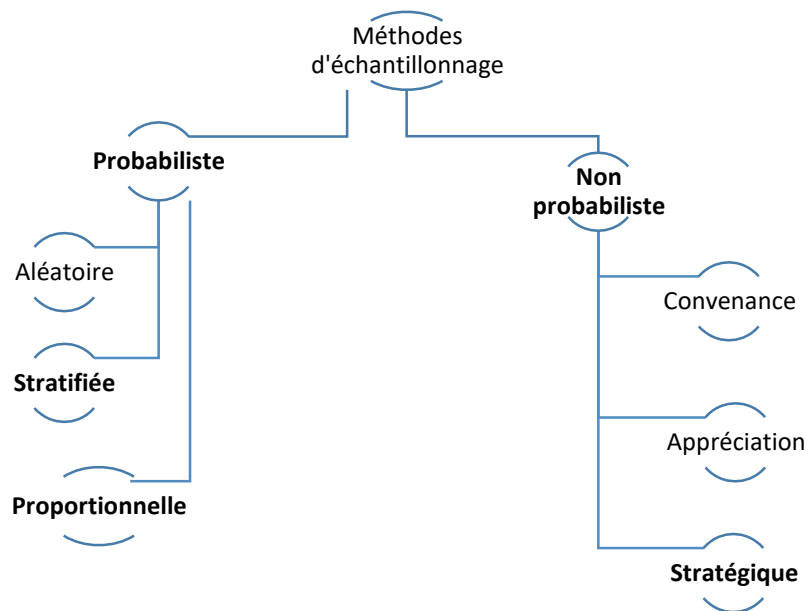 Méthodes
d'échantillonnage
Probabiliste
Aléatoire
Stratifiée
Proportionnelle
Non
probabiliste
Convenance
Appréciation
Stratégique